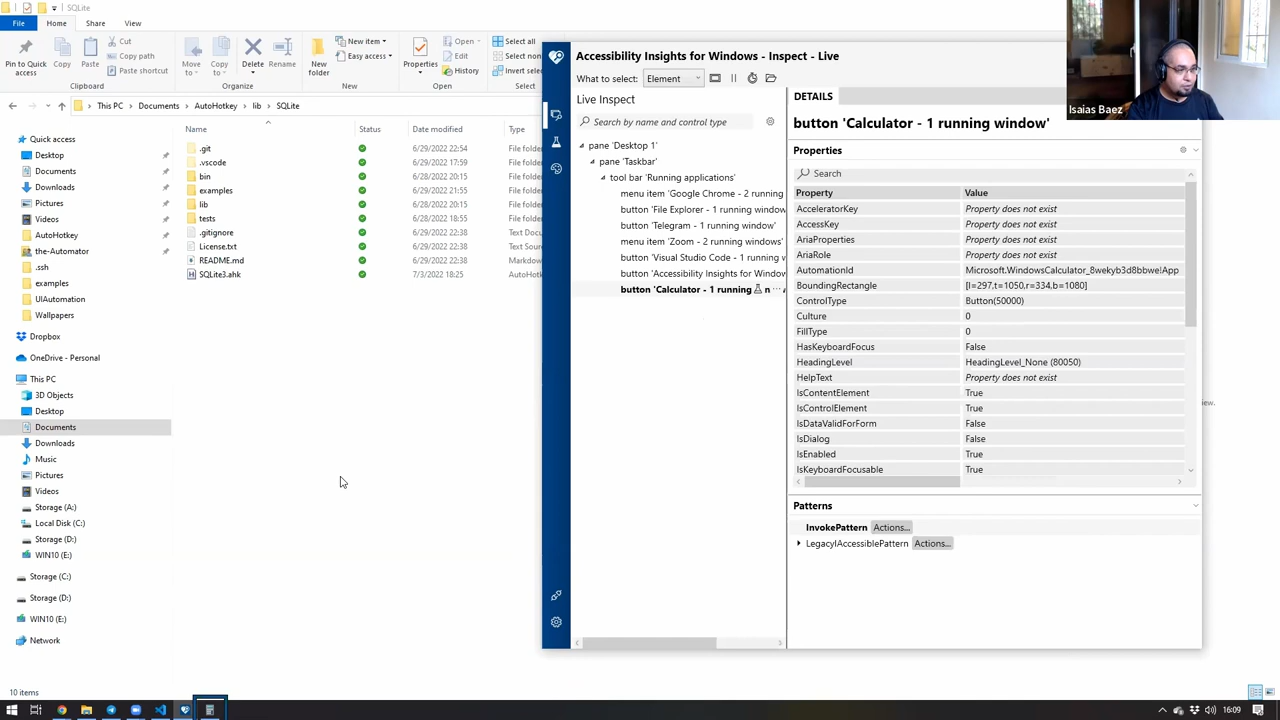 SQLite
File
Home
Share
View
Pin to Quick access
Copy
Paste
Cut
Copy path
Paste shortcut
Move to
Copy to
Delete
Rename
New folder
New item
Easy access
Properties
Open
Edit
History
Select all
Select non
Invert selec
Clipboard
Organize
New
Open
This PC
Documents
AutoHotkey
lib
SQLite
Name
Status
Date modified
Type
.git
6/28/2022 22:54
File folder
.vscode
6/29/2022 17:59
File folder
bin
6/29/2022 22:38
File folder
examples
6/29/2022 21:55
File folder
lib
6/28/2022 20:15
File folder
tests
6/28/2022 18:55
File folder
.gitignore
6/29/2022 22:38
Text Docu
License.txt
6/29/2022 22:38
Text Sourc
README.md
6/29/2022 22:38
Markdown
SQLite3.ahk
7/3/2022 18:25
AutoHotk
Quick access
Desktop
Documents
Downloads
Pictures
Videos
AutoHotkey
the-Automator
.ssh
examples
UIAutomation
Wallpapers
Dropbox
OneDrive - Personal
This PC
3D Objects
Desktop
Documents
Downloads
Music
Pictures
Videos
Storage (A:)
Local Disk (C:)
Storage (D:)
WIN10 (E:)
Storage (C:)
Storage (D:)
WIN10 (E:)
Network
10 items
Accessibility Insights for Windows - Inspect - Live
What to select:
Element
Live Inspect
Search by name and control type
pane 'Desktop 1'
pane 'Taskbar'
tool bar 'Running applications'
menu item 'Google Chrome - 2 running
button 'File Explorer - 1 running window
button 'Telegram - 1 running window'
menu item 'Zoom - 2 running windows'
button 'Visual Studio Code - 1 running w
button 'Accessibility Insights for Window
button 'Calculator - 1 running
DETAILS
button 'Calculator - 1 running window'
Properties
Search
Property
Value
AcceleratorKey
Property does not exist
AccessKey
Property does not exist
AriaProperties
Property does not exist
AriaRole
Property does not exist
AutomationId
Microsoft.WindowsCalculator_8wekyb3d8bbwe!App
BoundingRectangle
[l=297,t=1050,r=334,b=1080]
ControlType
Button(50000)
Culture
0
FillType
0
HasKeyboardFocus
False
HeadingLevel
HeadingLevel_None (80050)
HelpText
Property does not exist
IsContentElement
True
IsControlElement
True
IsDataValidForForm
False
IsDialog
False
IsEnabled
True
IsKeyboardFocusable
True
Patterns
InvokePattern
Actions...
LegacyIAccessiblePattern
Actions...
Isaias Baez
16:09